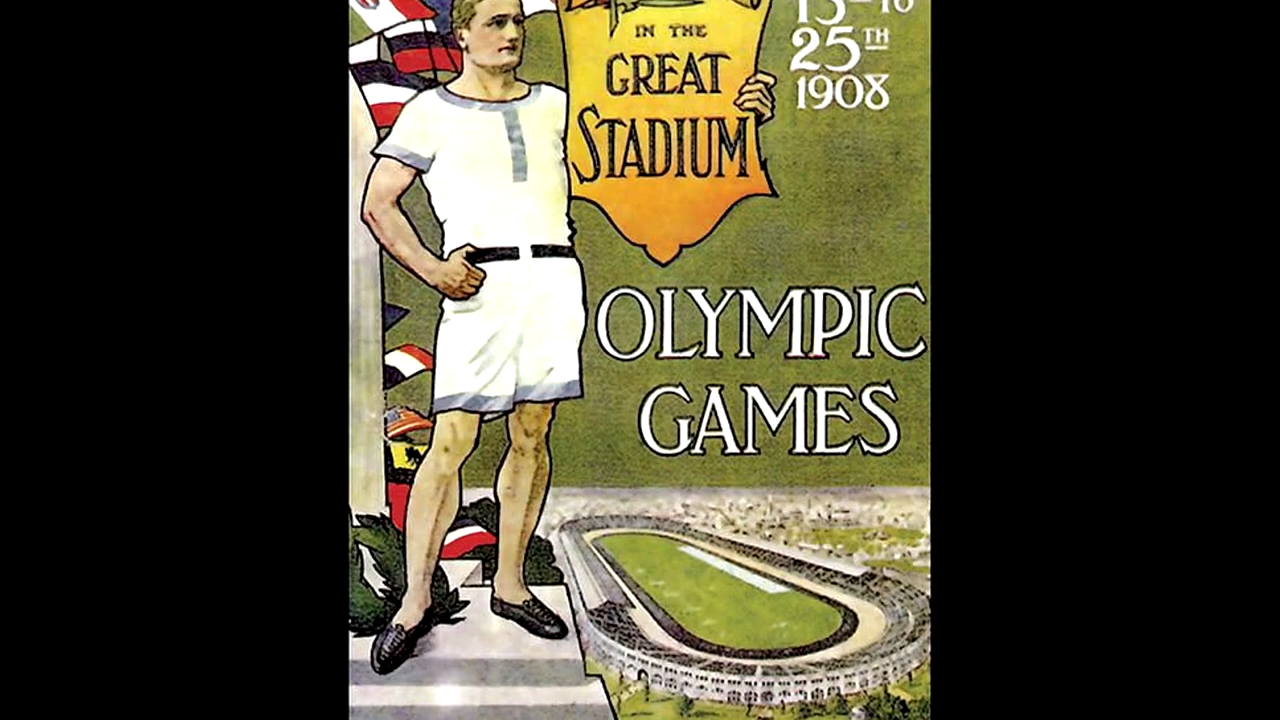 IN THE
GREAT
STADIUM
25TH
1908
OLYMPIC
GAMES